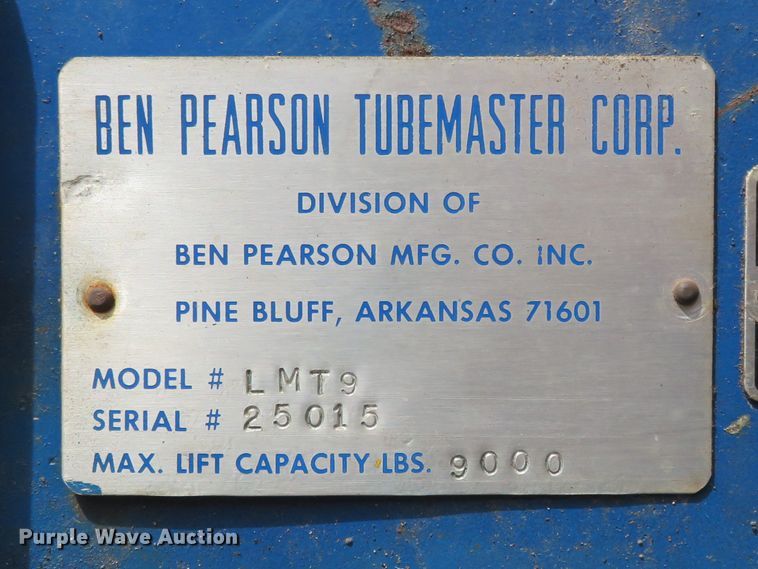 BEN PEARSON TUBEMASTER CORP.
DIVISION OF
BEN PEARSON MFG. CO. INC.
PINE BLUFF, ARKANSAS 71601
MODEL # LMT9
SERIAL # 25015
MAX. LIFT CAPACITY LBS. 9000
Purple Wave Auction